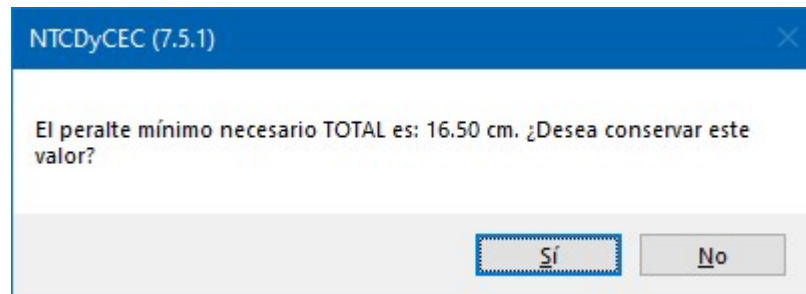 NTCDyCEC (7.5.1)
El peralte mínimo necesario TOTAL es: 16.50 cm. ¿Desea conservar este
valor?
Sí
No